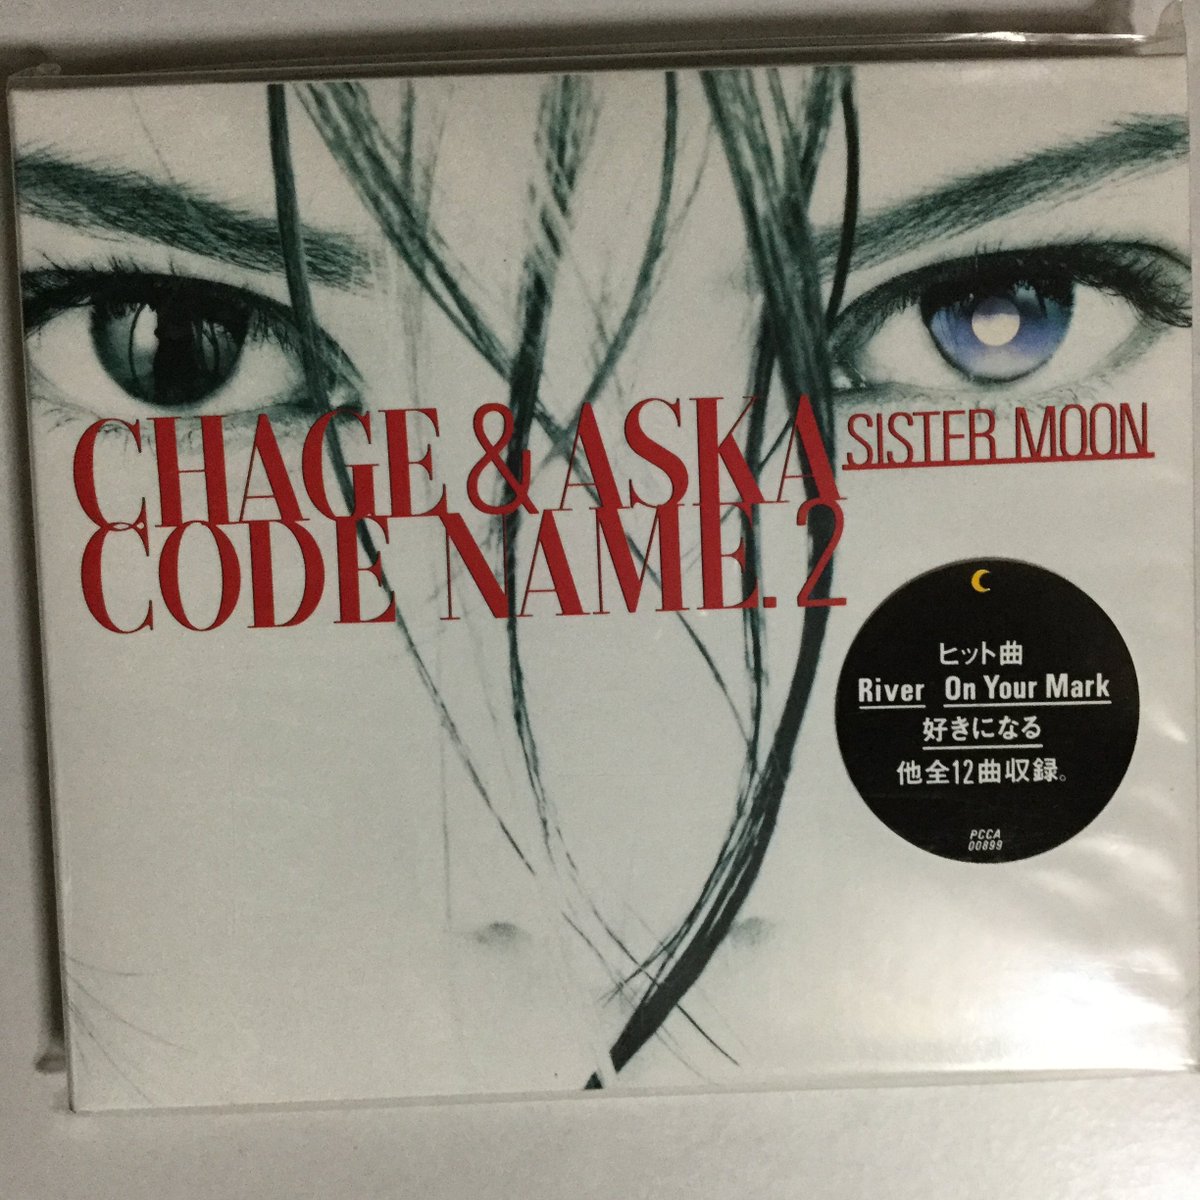 CHAGE & ASKA
CODE NAME. 2
SISTER MOON
ヒット曲
River On Your Mark
好きになる
他全12曲収録。
PCCA
00899